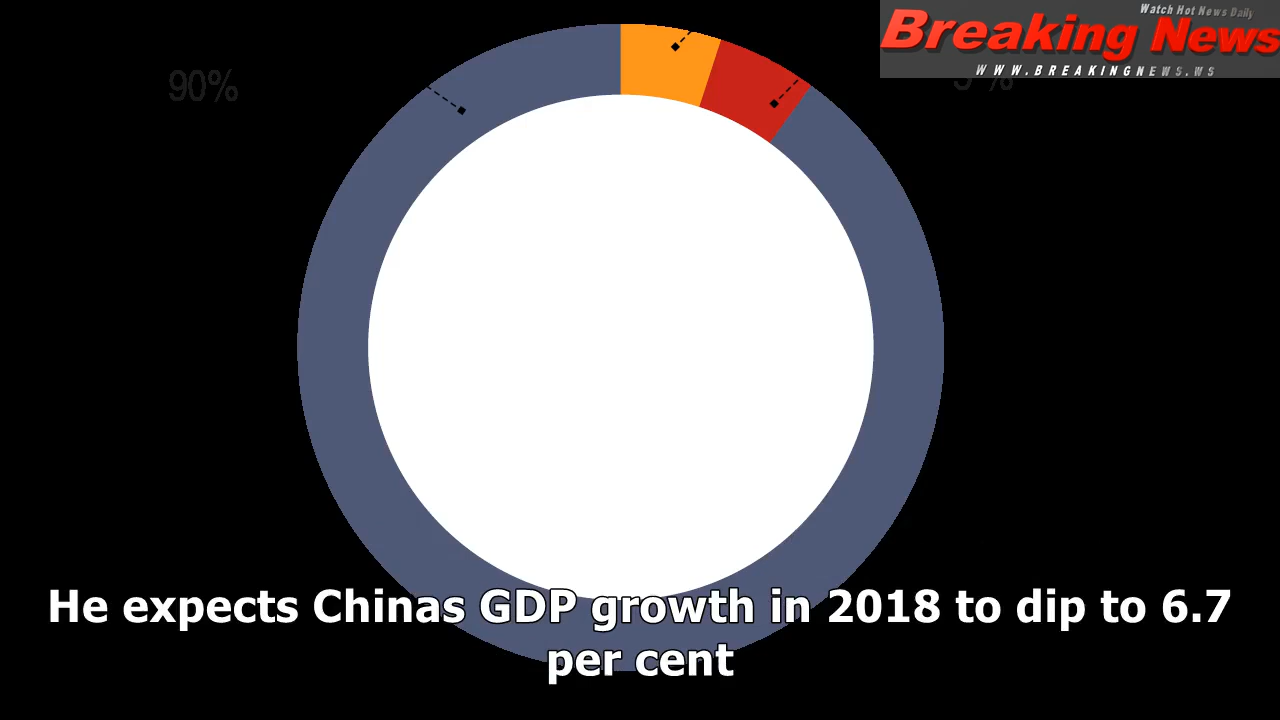 Watch Hot News Daily
Breaking News
WWW.BREAKINGNEWS.WS
90%
5%
He expects Chinas GDP growth in 2018 to dip to 6.7
per cent